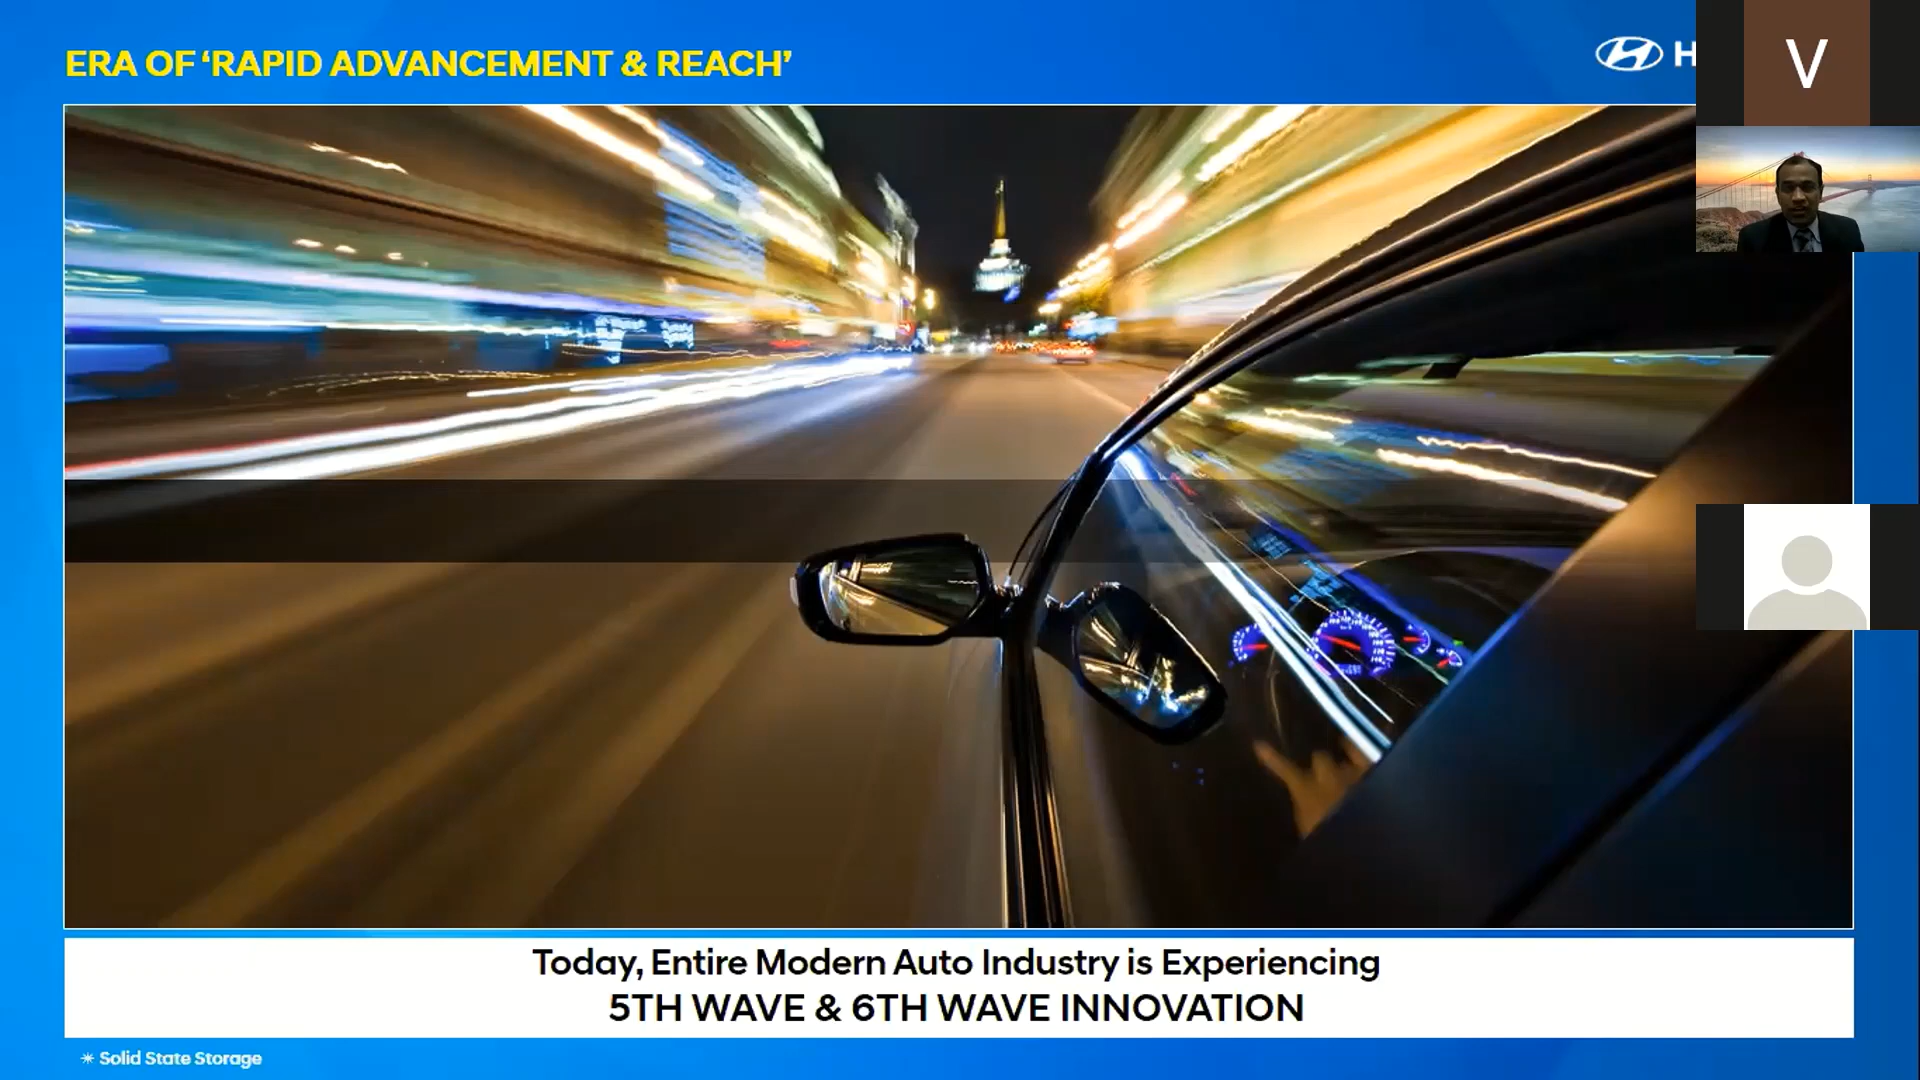 ERA OF ‘RAPID ADVANCEMENT & REACH’
H
V
Today, Entire Modern Auto Industry is Experiencing
5TH WAVE & 6TH WAVE INNOVATION
✴ Solid State Storage